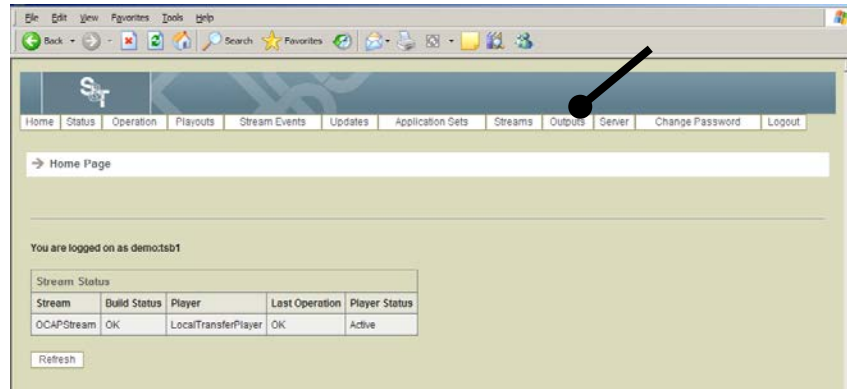 File Edit View Favorites Tools Help
Back Search Favorites
S&T
Home Status Operation Playouts Stream Events Updates Application Sets Streams Outputs Server Change Password Logout
Home Page
You are logged on as demo:tsb1
Stream Status
Stream Build Status Player Last Operation Player Status
OCAPStream OK LocalTransferPlayer OK Active
Refresh